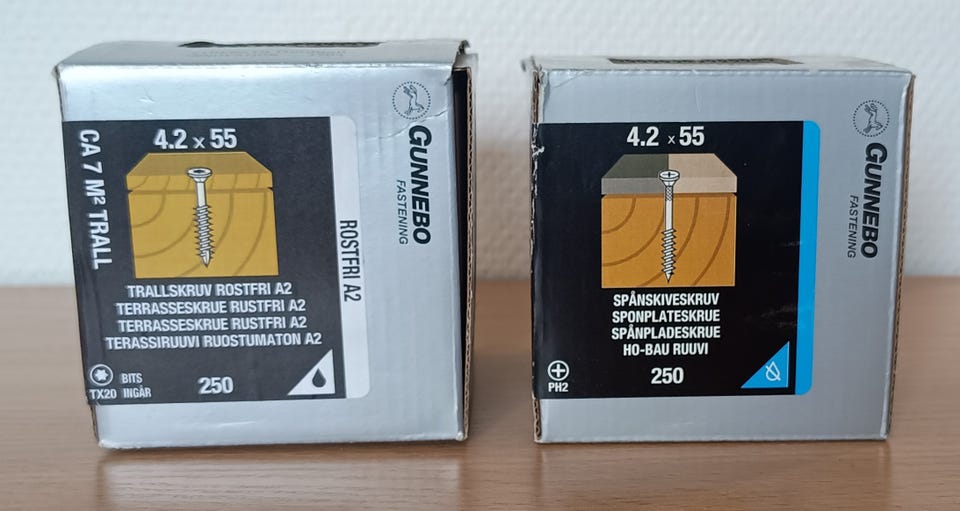 4.2 x 55
CA 7 M² TRALL
TRALLSKRUV ROSTFRI A2
TERRASSESKRUE RUSTFRI A2
TERRASSESKRUE RUSTFRI A2
TERASSIRUUVI RUOSTUMATON A2
TX20
BITS
INGÅR
250
ROSTFRI A2
GUNNEBO
FASTENING
4.2 x 55
SPÅNSKIVESKRUV
SPONPLATESKRUE
SPÅNPLADESKRUE
HO-BAU RUUVI
PH2
250
GUNNEBO
FASTENING